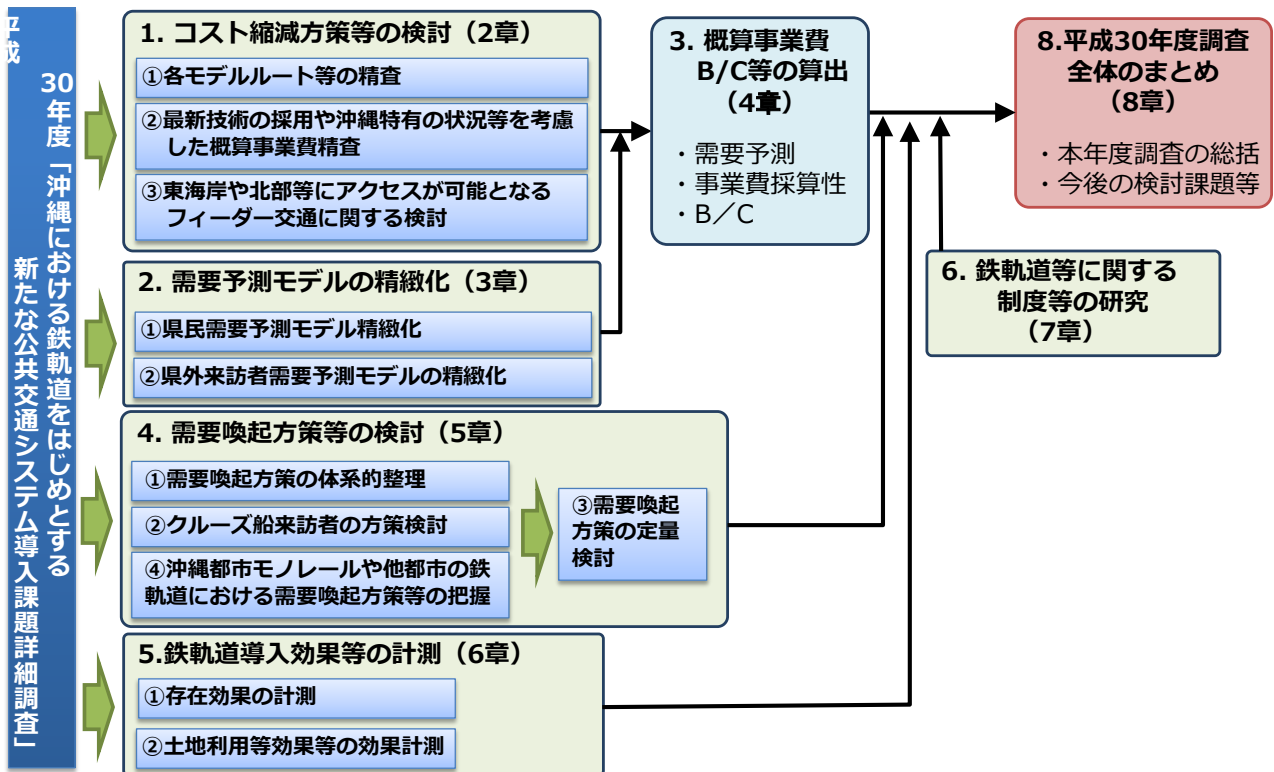 平成
30年度「沖縄における鉄軌道をはじめとする
新たな公共交通システム導入課題詳細調査」
1. コスト縮減方策等の検討（2章）
①各モデルルート等の精査
②最新技術の採用や沖縄特有の状況等を考慮
した概算事業費精査
③東海岸や北部等にアクセスが可能となる
フィーダー交通に関する検討
2. 需要予測モデルの精緻化（3章）
①県民需要予測モデル精緻化
②県外来訪者需要予測モデルの精緻化
3. 概算事業費
B/C等の算出
（4章）
・需要予測
・事業費採算性
・B／C
4. 需要喚起方策等の検討（5章）
①需要喚起方策の体系的整理
②クルーズ船来訪者の方策検討
④沖縄都市モノレールや他都市の鉄
軌道における需要喚起方策等の把握
③需要喚起
方策の定量
検討
5.鉄軌道導入効果等の計測（6章）
①存在効果の計測
②土地利用等効果等の効果計測
6. 鉄軌道等に関する
制度等の研究
（7章）
8.平成30年度調査
全体のまとめ
（8章）
・本年度調査の総括
・今後の検討課題等